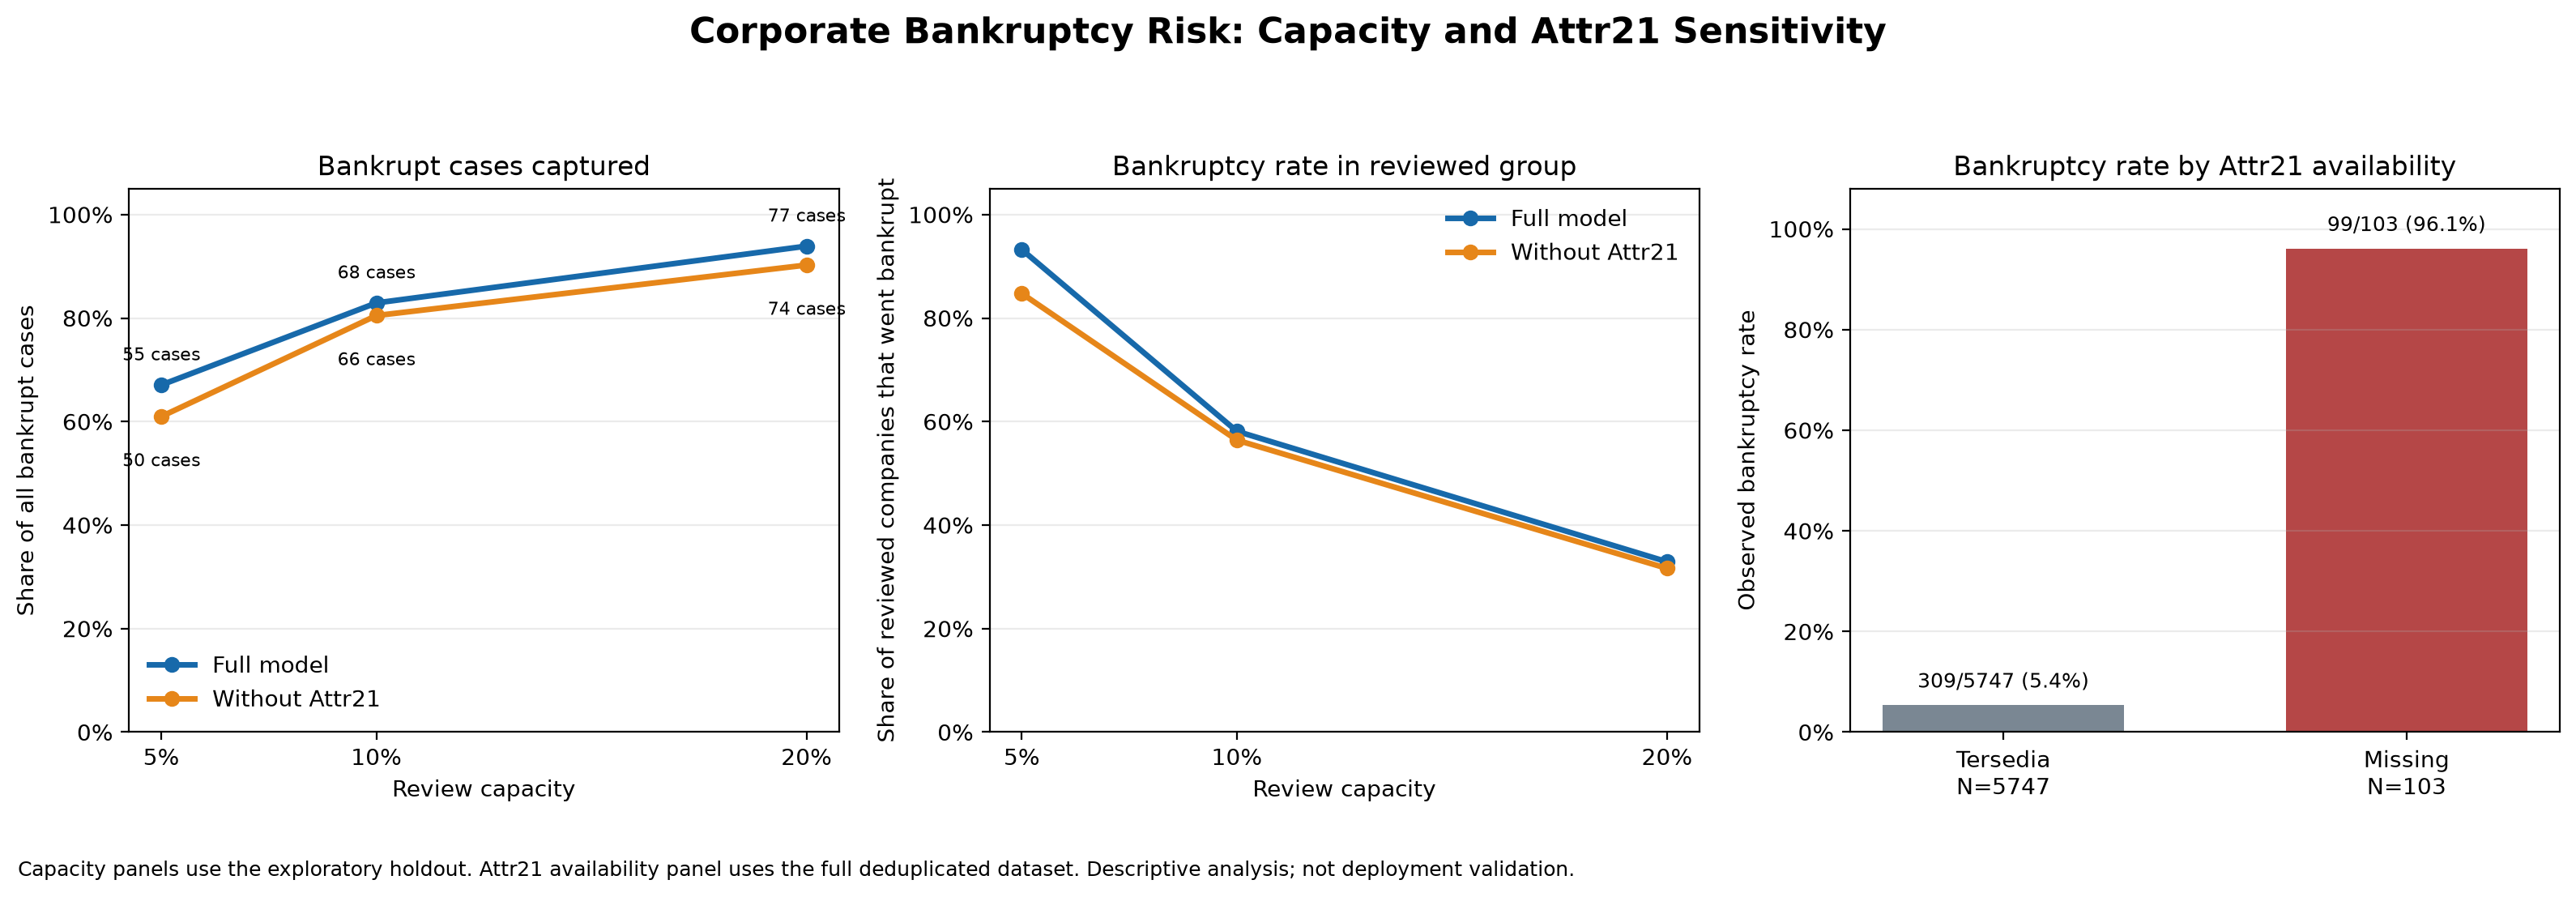 Corporate Bankruptcy Risk: Capacity and Attr21 Sensitivity
Bankrupt cases captured
Share of all bankrupt cases
100%
80%
60%
40%
20%
0%
77 cases
68 cases
74 cases
55 cases
66 cases
50 cases
Full model
Without Attr21
5%
10%
20%
Review capacity
Bankruptcy rate in reviewed group
Share of reviewed companies that went bankrupt
100%
80%
60%
40%
20%
0%
Full model
Without Attr21
5%
10%
20%
Review capacity
Bankruptcy rate by Attr21 availability
Observed bankruptcy rate
100%
80%
60%
40%
20%
0%
99/103 (96.1%)
309/5747 (5.4%)
Tersedia
N=5747
Missing
N=103
Capacity panels use the exploratory holdout. Attr21 availability panel uses the full deduplicated dataset. Descriptive analysis; not deployment validation.